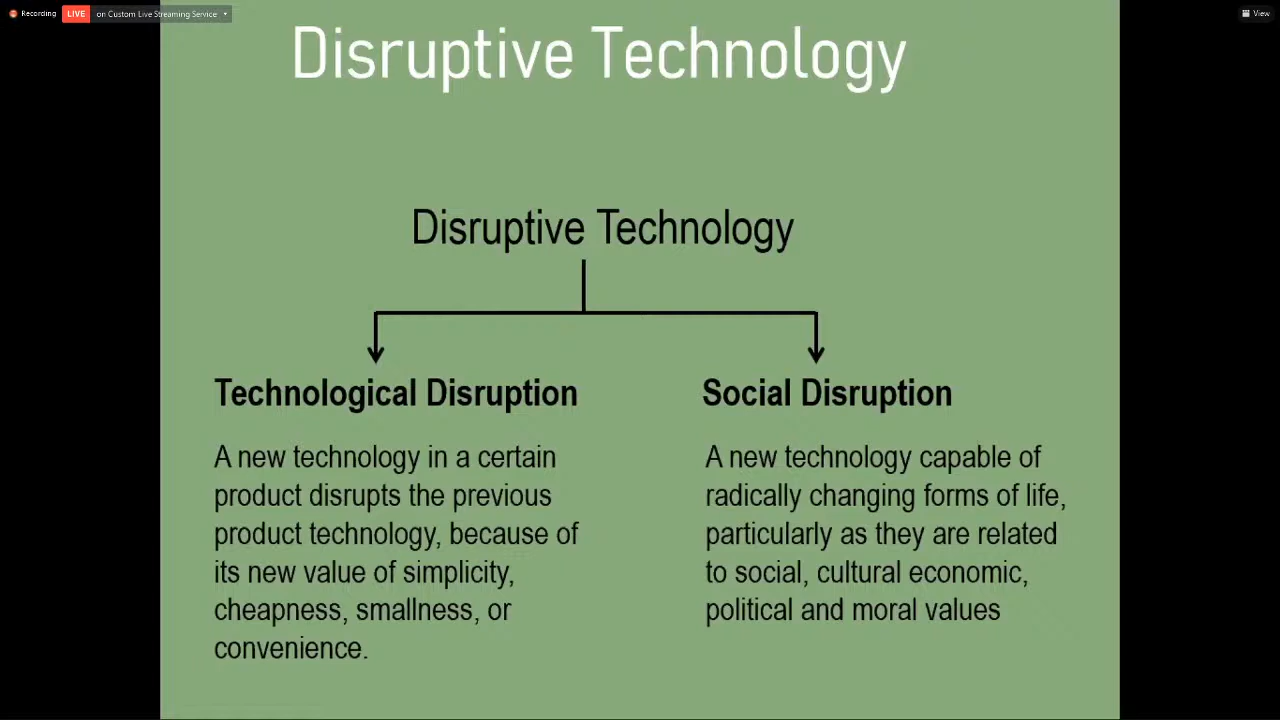 Recording LIVE on Custom Live Streaming Service View
Disruptive Technology
Disruptive Technology
Technological Disruption
A new technology in a certain
product disrupts the previous
product technology, because of
its new value of simplicity,
cheapness, smallness, or
convenience.
Social Disruption
A new technology capable of
radically changing forms of life,
particularly as they are related
to social, cultural economic,
political and moral values